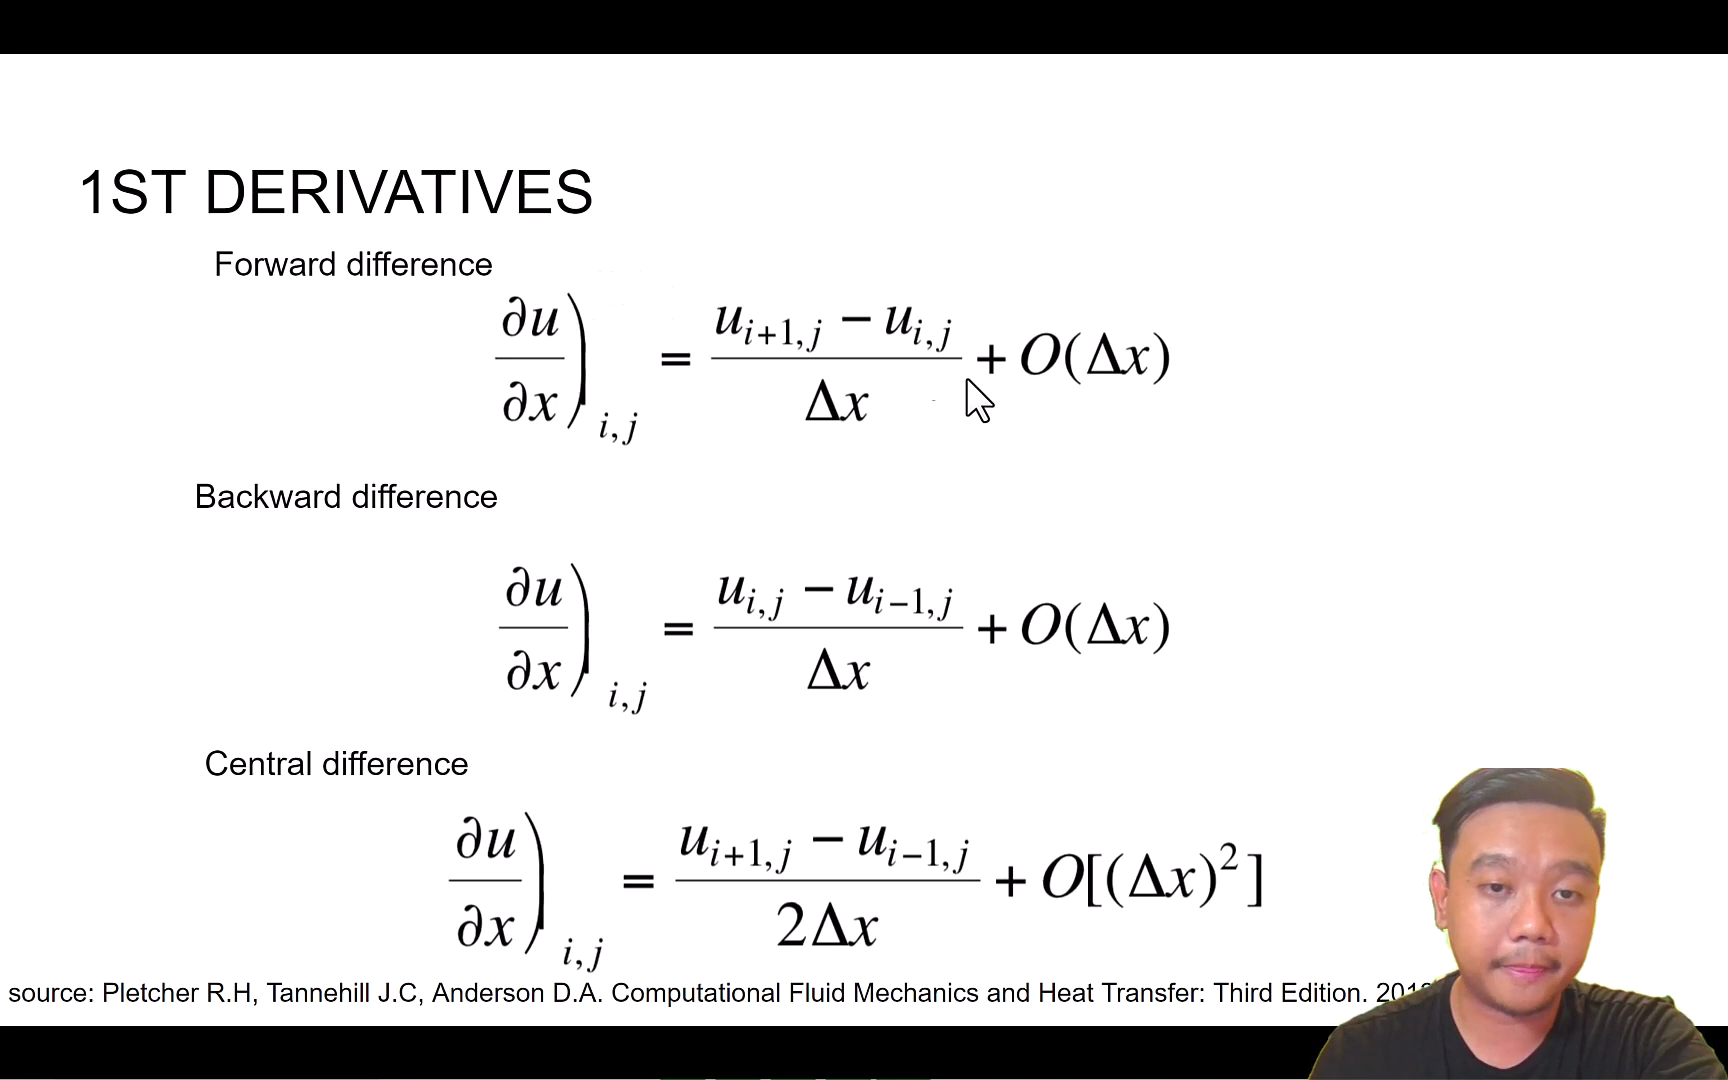 1ST DERIVATIVES
Forward difference
∂u/∂x)_{i,j} = (u_{i+1,j} − u_{i,j})/Δx + O(Δx)
Backward difference
∂u/∂x)_{i,j} = (u_{i,j} − u_{i−1,j})/Δx + O(Δx)
Central difference
∂u/∂x)_{i,j} = (u_{i+1,j} − u_{i−1,j})/2Δx + O[(Δx)²]
source: Pletcher R.H, Tannehill J.C, Anderson D.A. Computational Fluid Mechanics and Heat Transfer: Third Edition.